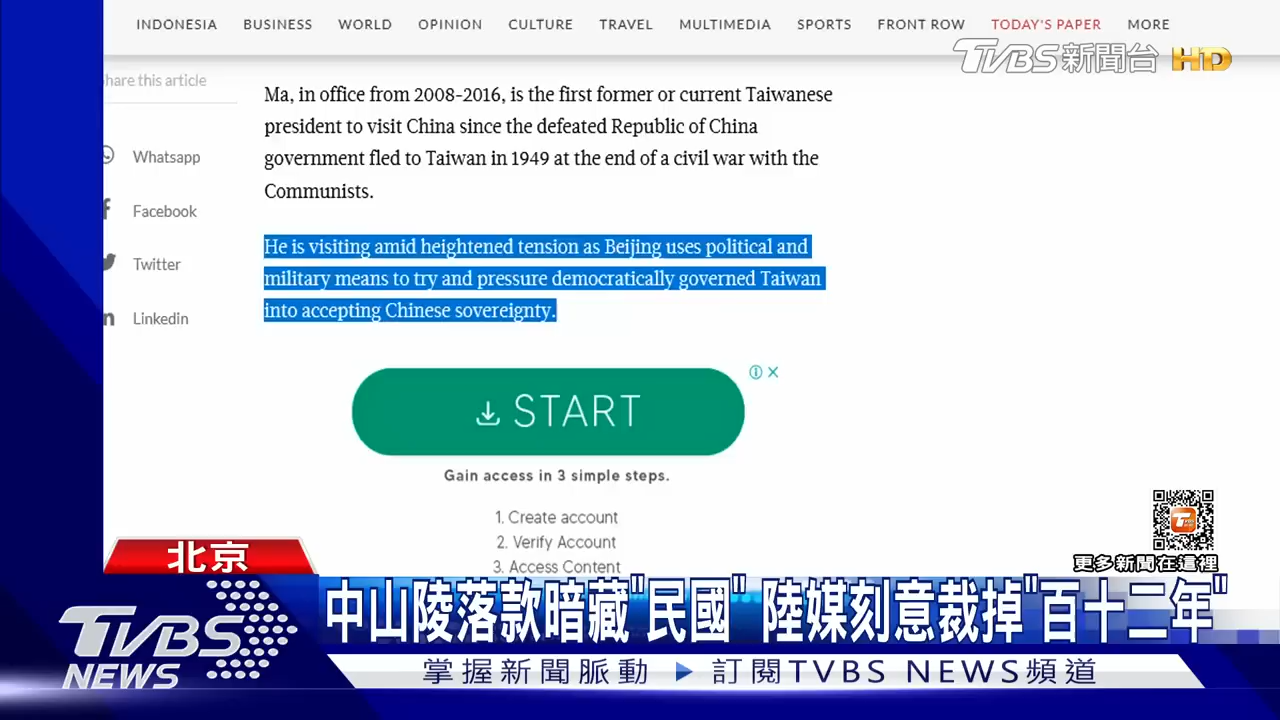 INDONESIA BUSINESS WORLD OPINION CULTURE TRAVEL MULTIMEDIA SPORTS FRONT ROW TODAY'S PAPER MORE
TVBS新聞台 HD
hare this article
Ma, in office from 2008-2016, is the first former or current Taiwanese
president to visit China since the defeated Republic of China
government fled to Taiwan in 1949 at the end of a civil war with the
Communists.
Whatsapp
Facebook
Twitter
Linkedin
He is visiting amid heightened tension as Beijing uses political and
military means to try and pressure democratically governed Taiwan
into accepting Chinese sovereignty.
START
Gain access in 3 simple steps.
1. Create account
2. Verify Account
3. Access Content
更多新聞在這裡
北京
中山陵落款暗藏"民國" 陸媒刻意裁掉"百十二年"
TVBS
NEWS
掌握新聞脈動 ▶ 訂閱TVBS NEWS頻道